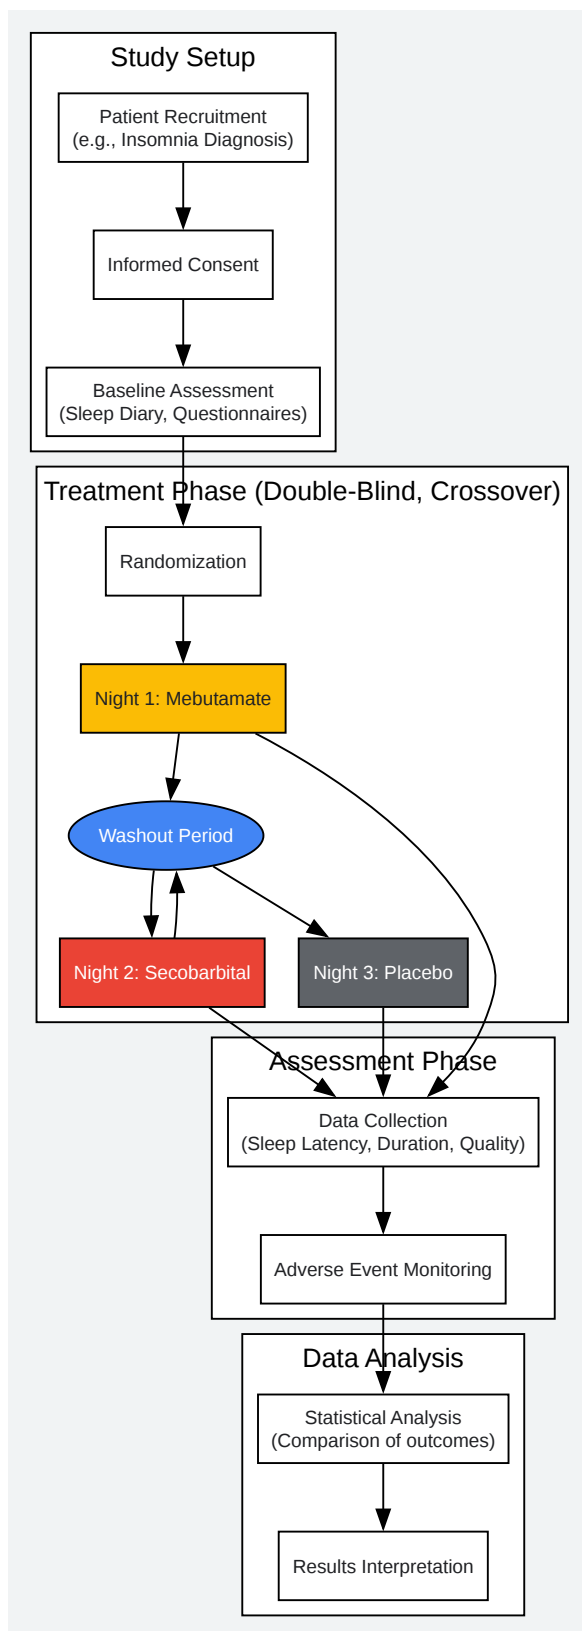 Study Setup
Patient Recruitment
(e.g., Insomnia Diagnosis)
Informed Consent
Baseline Assessment
(Sleep Diary, Questionnaires)
Treatment Phase (Double-Blind, Crossover)
Randomization
Night 1: Mebutamate
Washout Period
Night 2: Secobarbital
Night 3: Placebo
Assessment Phase
Data Collection
(Sleep Latency, Duration, Quality)
Adverse Event Monitoring
Data Analysis
Statistical Analysis
(Comparison of outcomes)
Results Interpretation